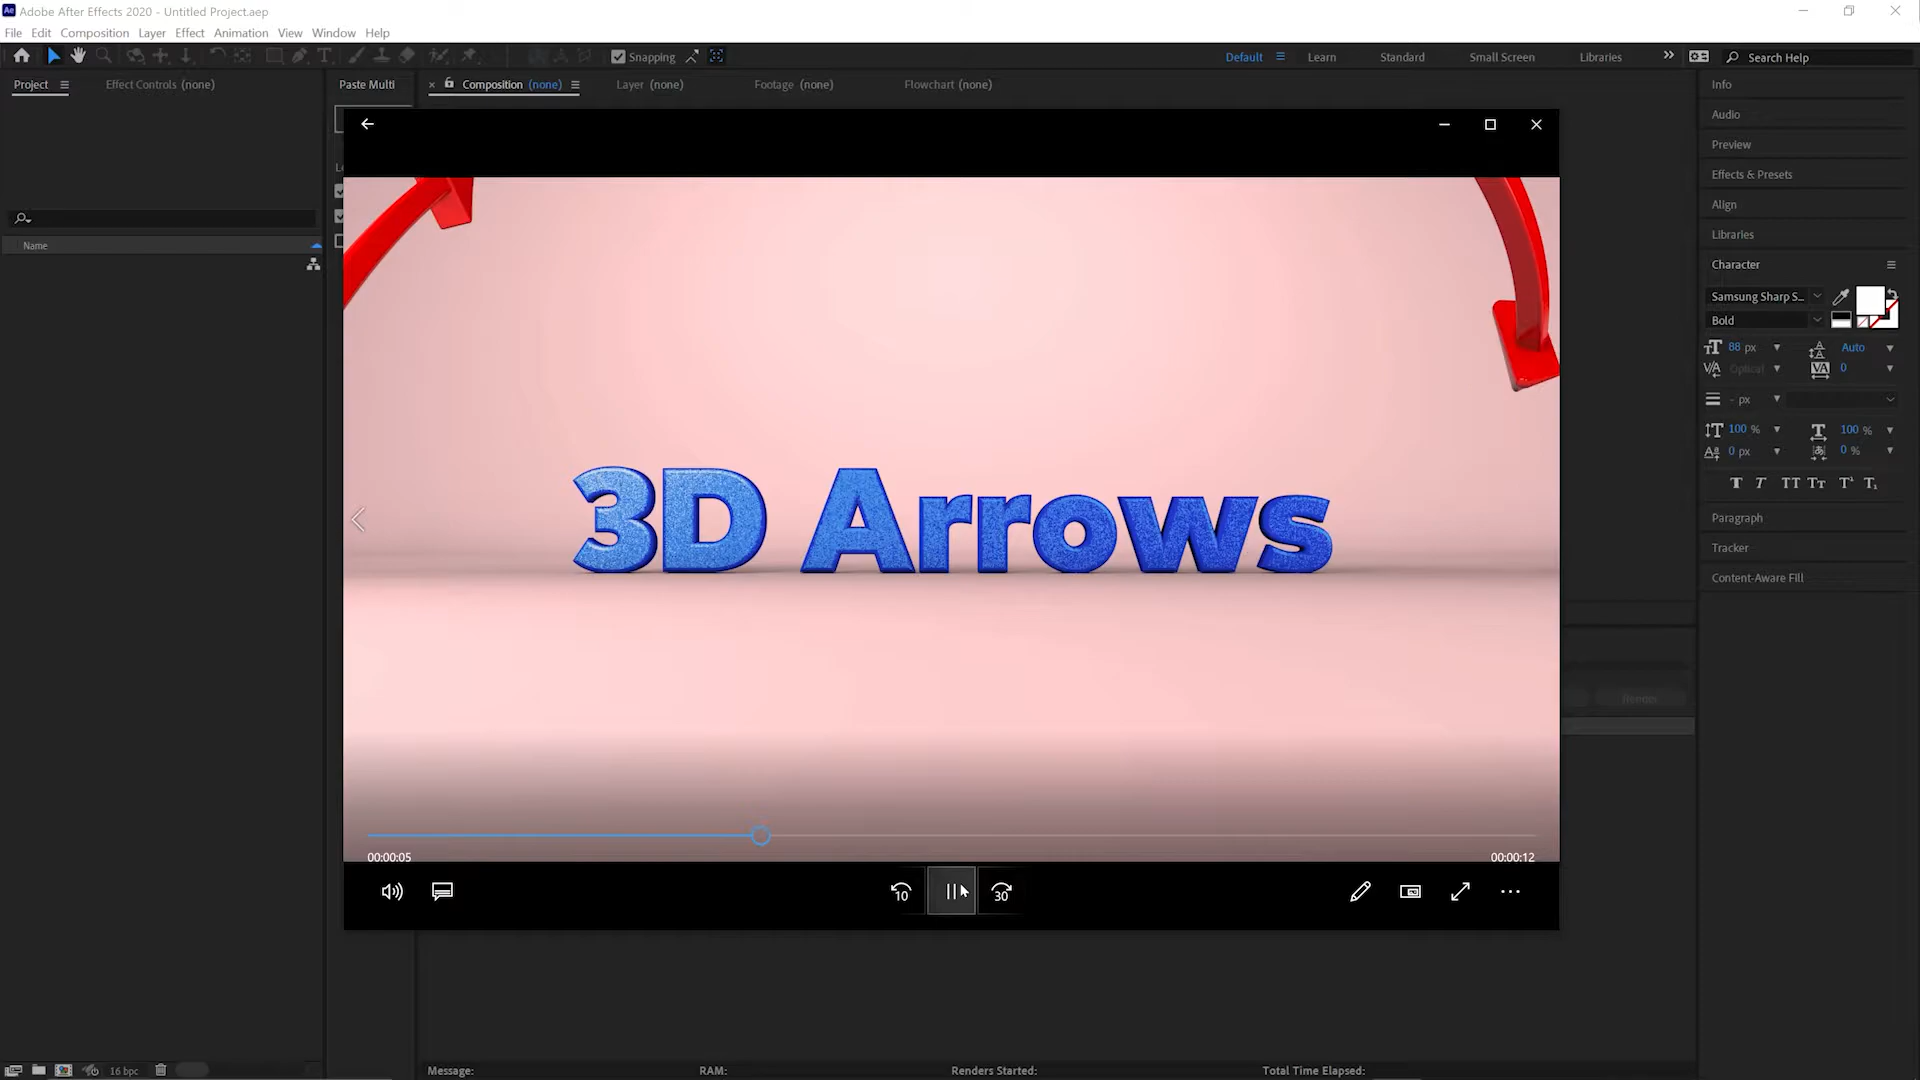 Adobe After Effects 2020 - Untitled Project.aep
File Edit Composition Layer Effect Animation View Window Help
Snapping
Default Learn Standard Small Screen Libraries Search Help
Project Effect Controls (none) Paste Multi Composition (none) Layer (none) Footage (none) Flowchart (none)
Info
Audio
Preview
Effects & Presets
Align
Libraries
Name
Character
Samsung Sharp S...
Bold
88 px Auto
Optical 0
- px
100 % 100 %
0 px 0 %
Paragraph
Tracker
Content-Aware Fill
3D Arrows
Render
00:00:05 00:00:12
10 30
16 bpc Message: RAM: Renders Started: Total Time Elapsed: